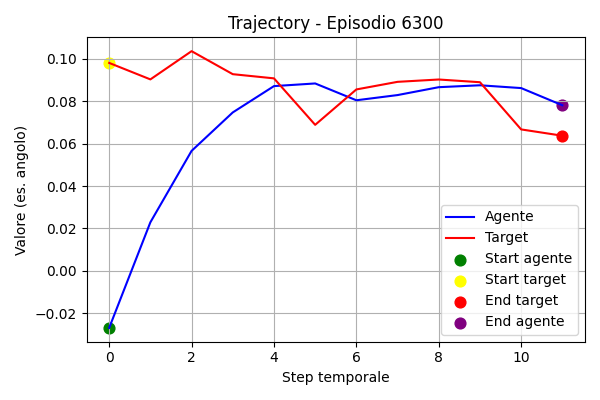 Trajectory - Episodio 6300
Valore (es. angolo)
0.10
0.08
0.06
0.04
0.02
0.00
−0.02
0
2
4
6
8
10
Step temporale
Agente
Target
Start agente
Start target
End target
End agente